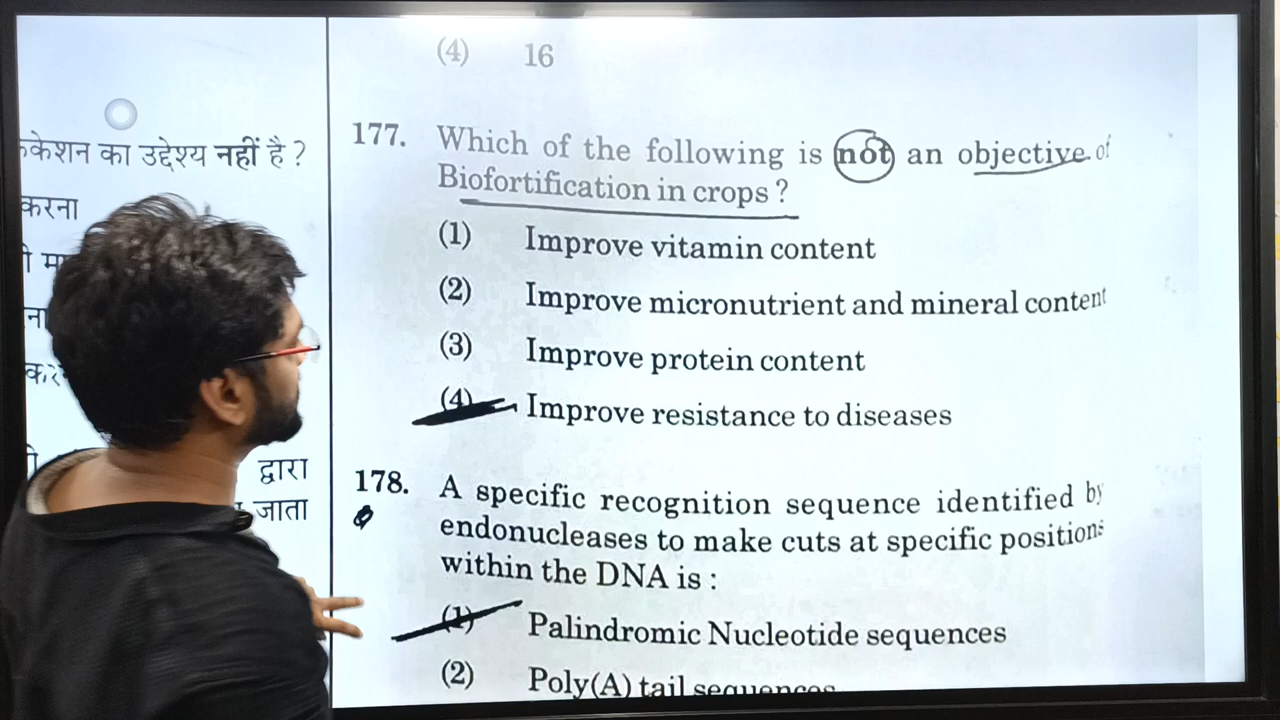 का उद्देश्य नहीं है ?
करना
द्वारा
जाता
(4) 16
177. Which of the following is not an objective of
Biofortification in crops ?
(1) Improve vitamin content
(2) Improve micronutrient and mineral content
(3) Improve protein content
(4) Improve resistance to diseases
178. A specific recognition sequence identified by
endonucleases to make cuts at specific positions
within the DNA is :
(1) Palindromic Nucleotide sequences
(2) Poly(A) tail sequences